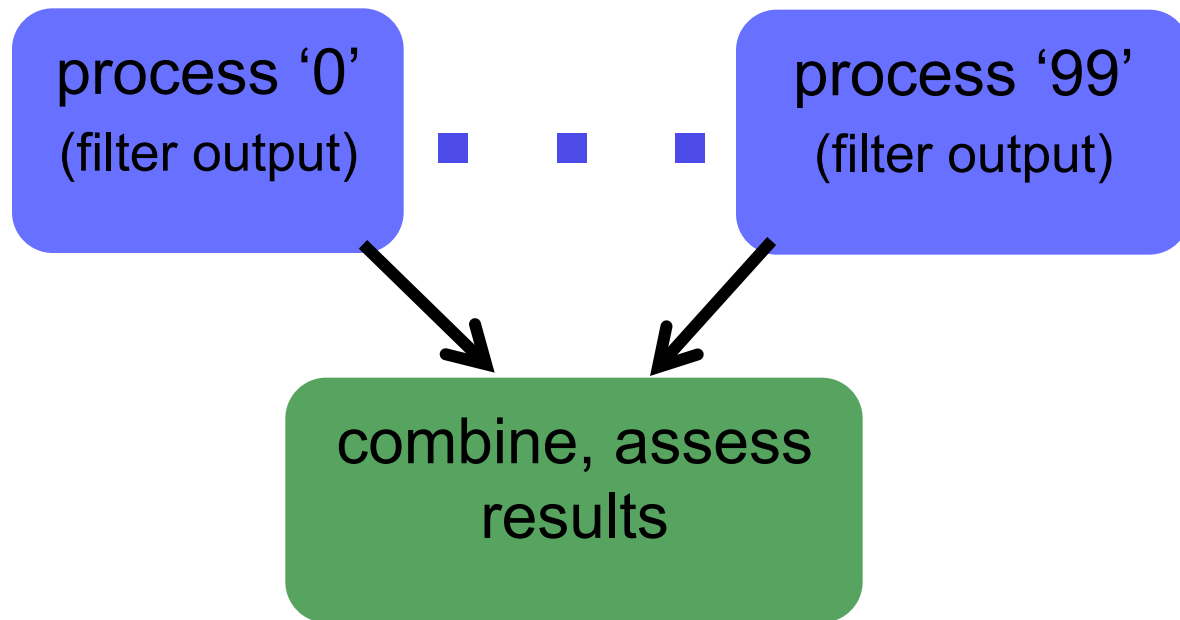 process ‘0’
(filter output)
process ‘99’
(filter output)
combine, assess
results